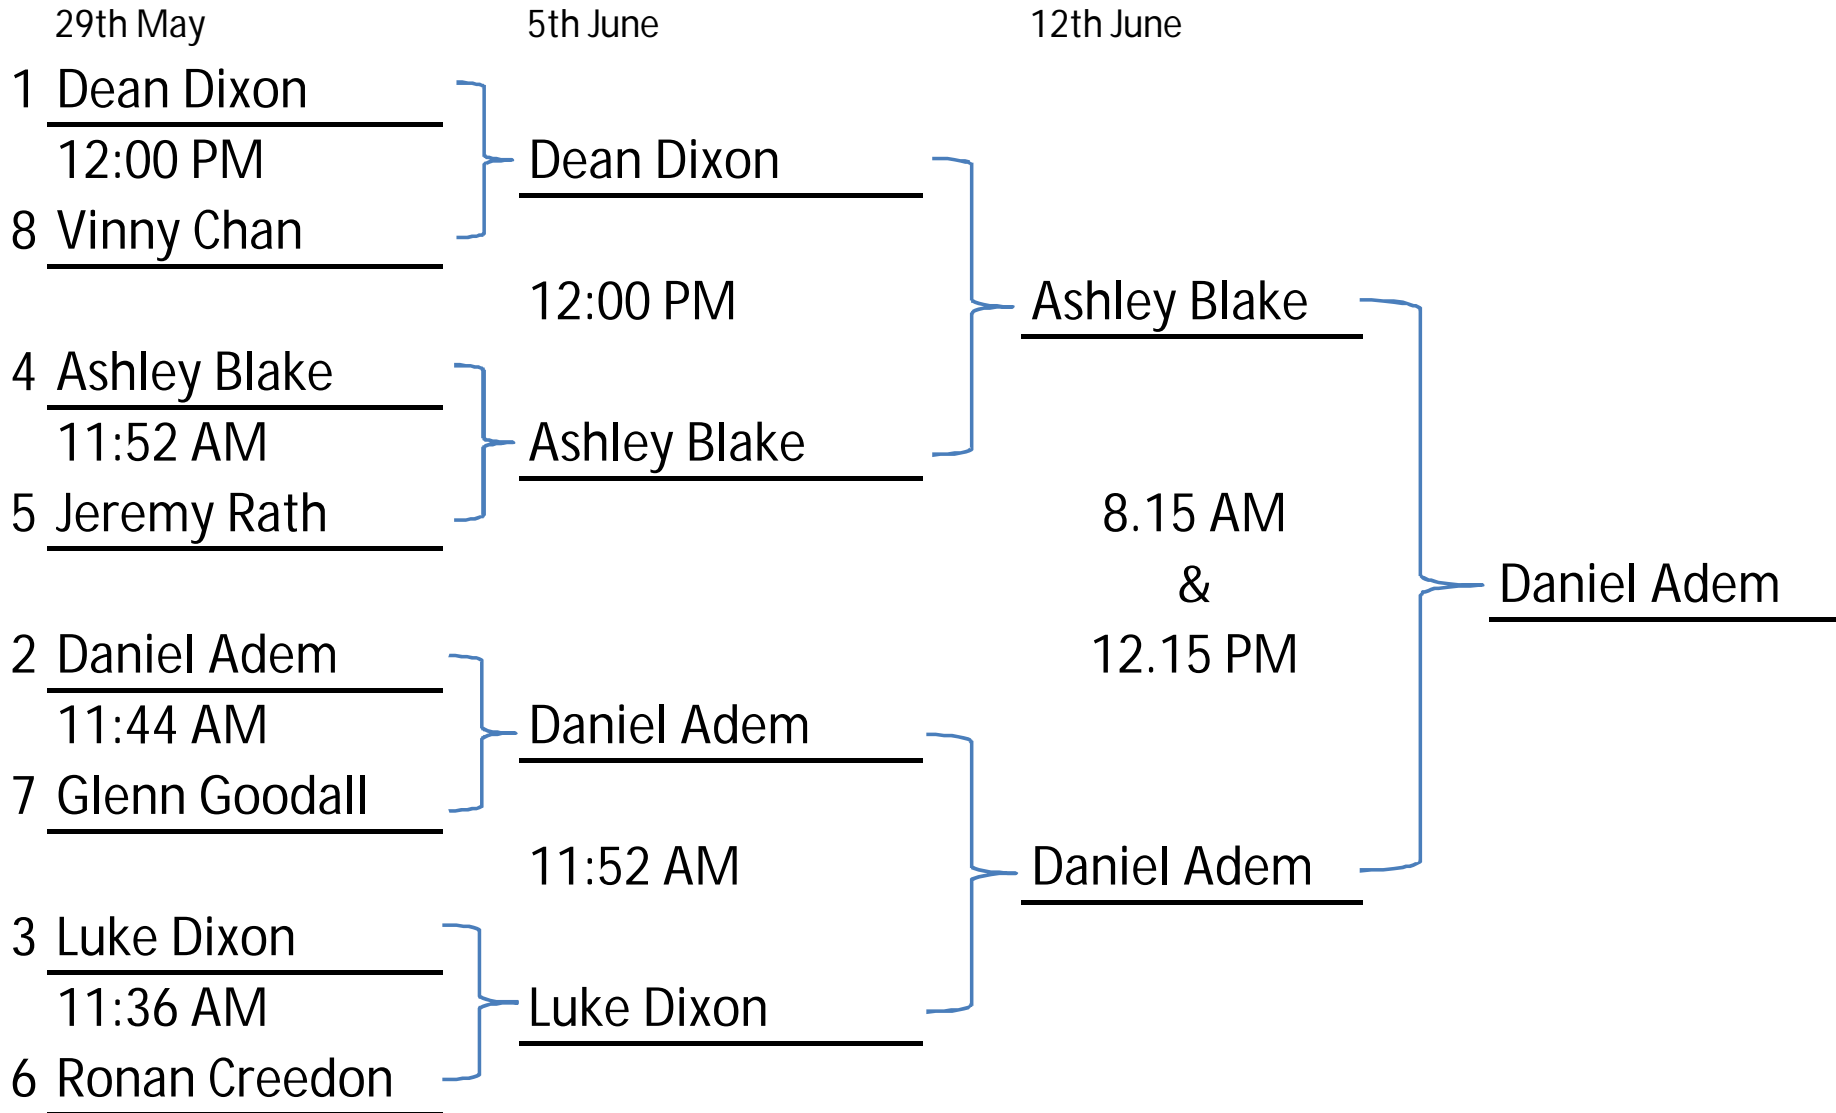 29th May 5th June 12th June
1 Dean Dixon
12:00 PM Dean Dixon
8 Vinny Chan
12:00 PM Ashley Blake
4 Ashley Blake
11:52 AM Ashley Blake
5 Jeremy Rath 8.15 AM
& Daniel Adem
2 Daniel Adem 12.15 PM
11:44 AM Daniel Adem
7 Glenn Goodall
11:52 AM Daniel Adem
3 Luke Dixon
11:36 AM Luke Dixon
6 Ronan Creedon